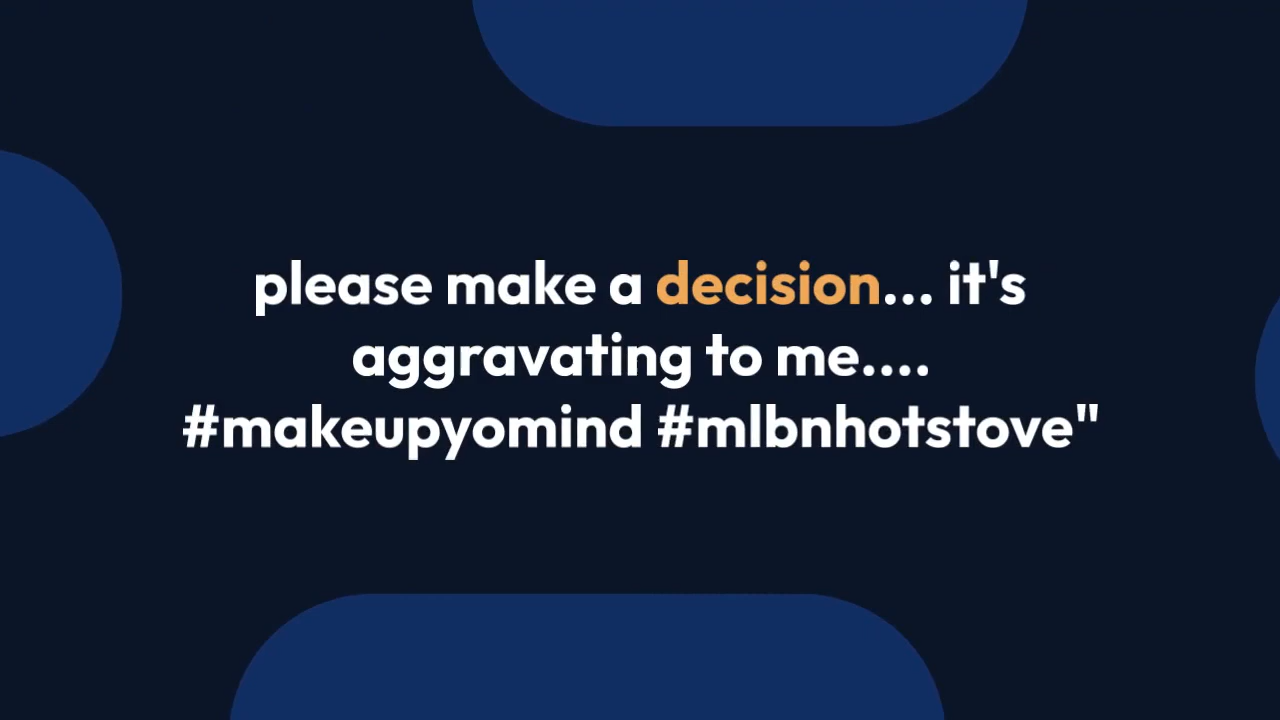 please make a decision... it's
aggravating to me....
#makeupyomind #mlbnhotstove"